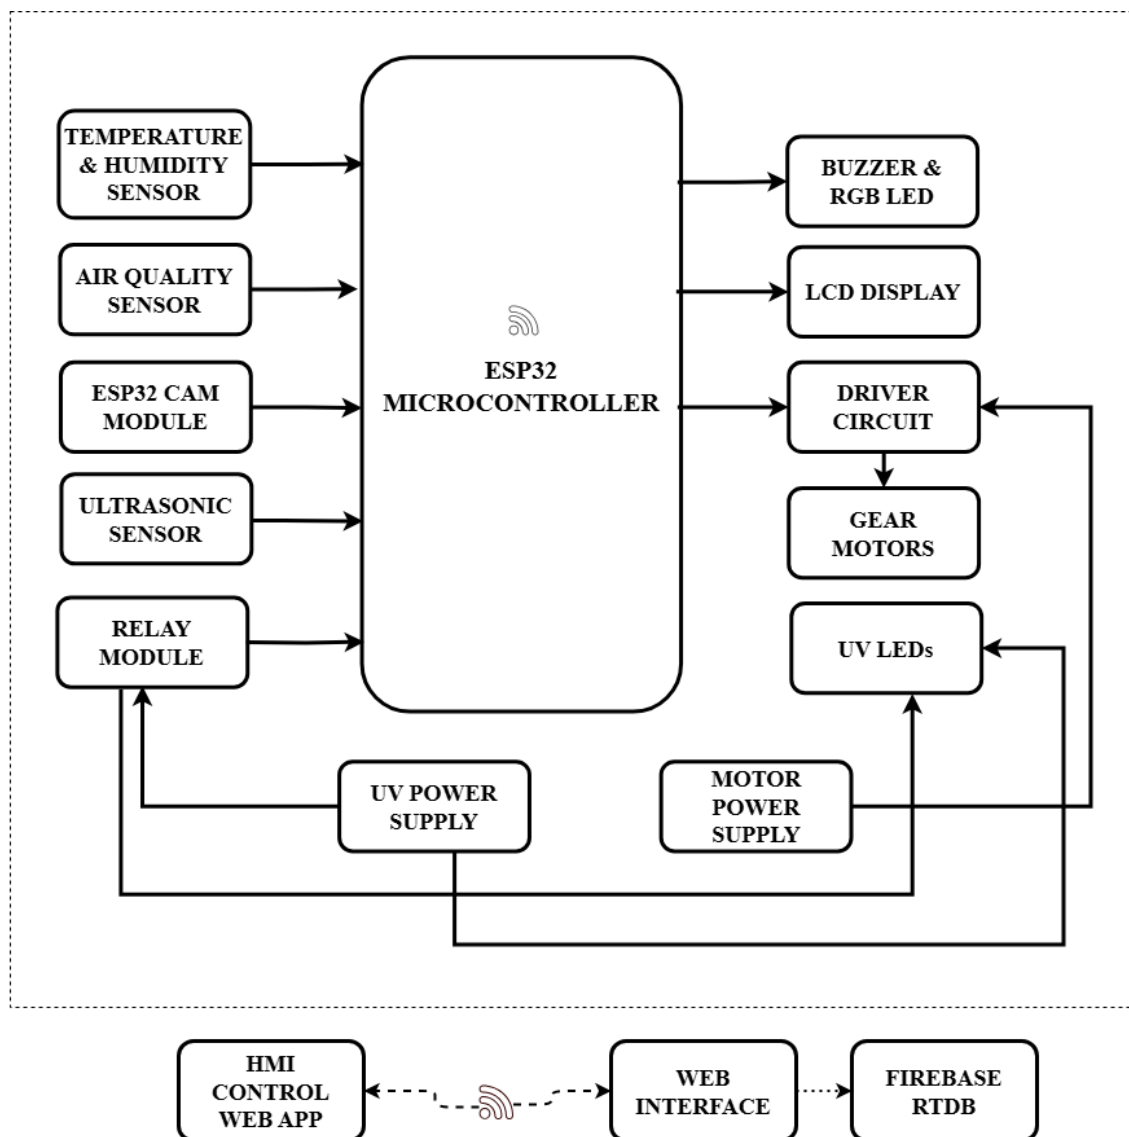 TEMPERATURE
& HUMIDITY
SENSOR
AIR QUALITY
SENSOR
ESP32 CAM
MODULE
ULTRASONIC
SENSOR
RELAY
MODULE
ESP32
MICROCONTROLLER
BUZZER &
RGB LED
LCD DISPLAY
DRIVER
CIRCUIT
GEAR
MOTORS
UV LEDs
UV POWER
SUPPLY
MOTOR
POWER
SUPPLY
HMI
CONTROL
WEB APP
WEB
INTERFACE
FIREBASE
RTDB